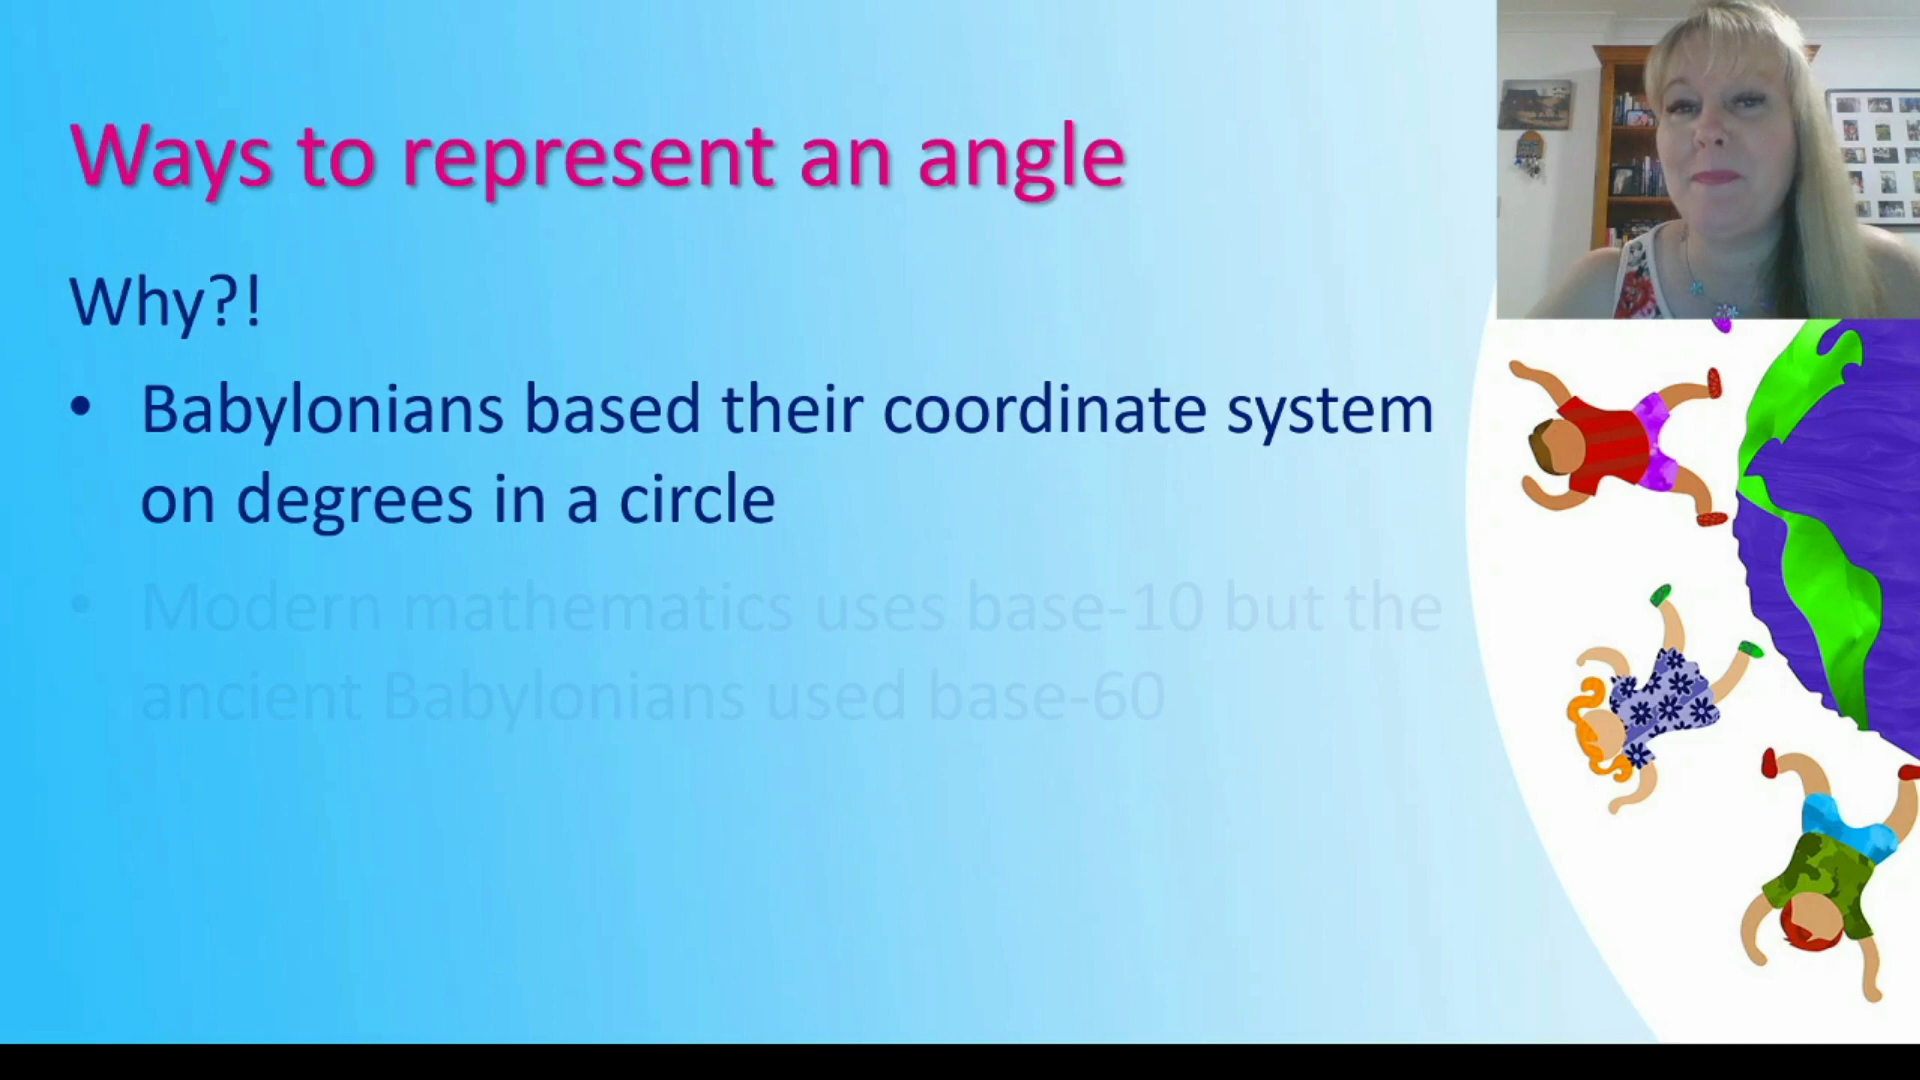 Ways to represent an angle
Why?!
• Babylonians based their coordinate system
on degrees in a circle
• Modern mathematics uses base-10 but the
ancient Babylonians used base-60